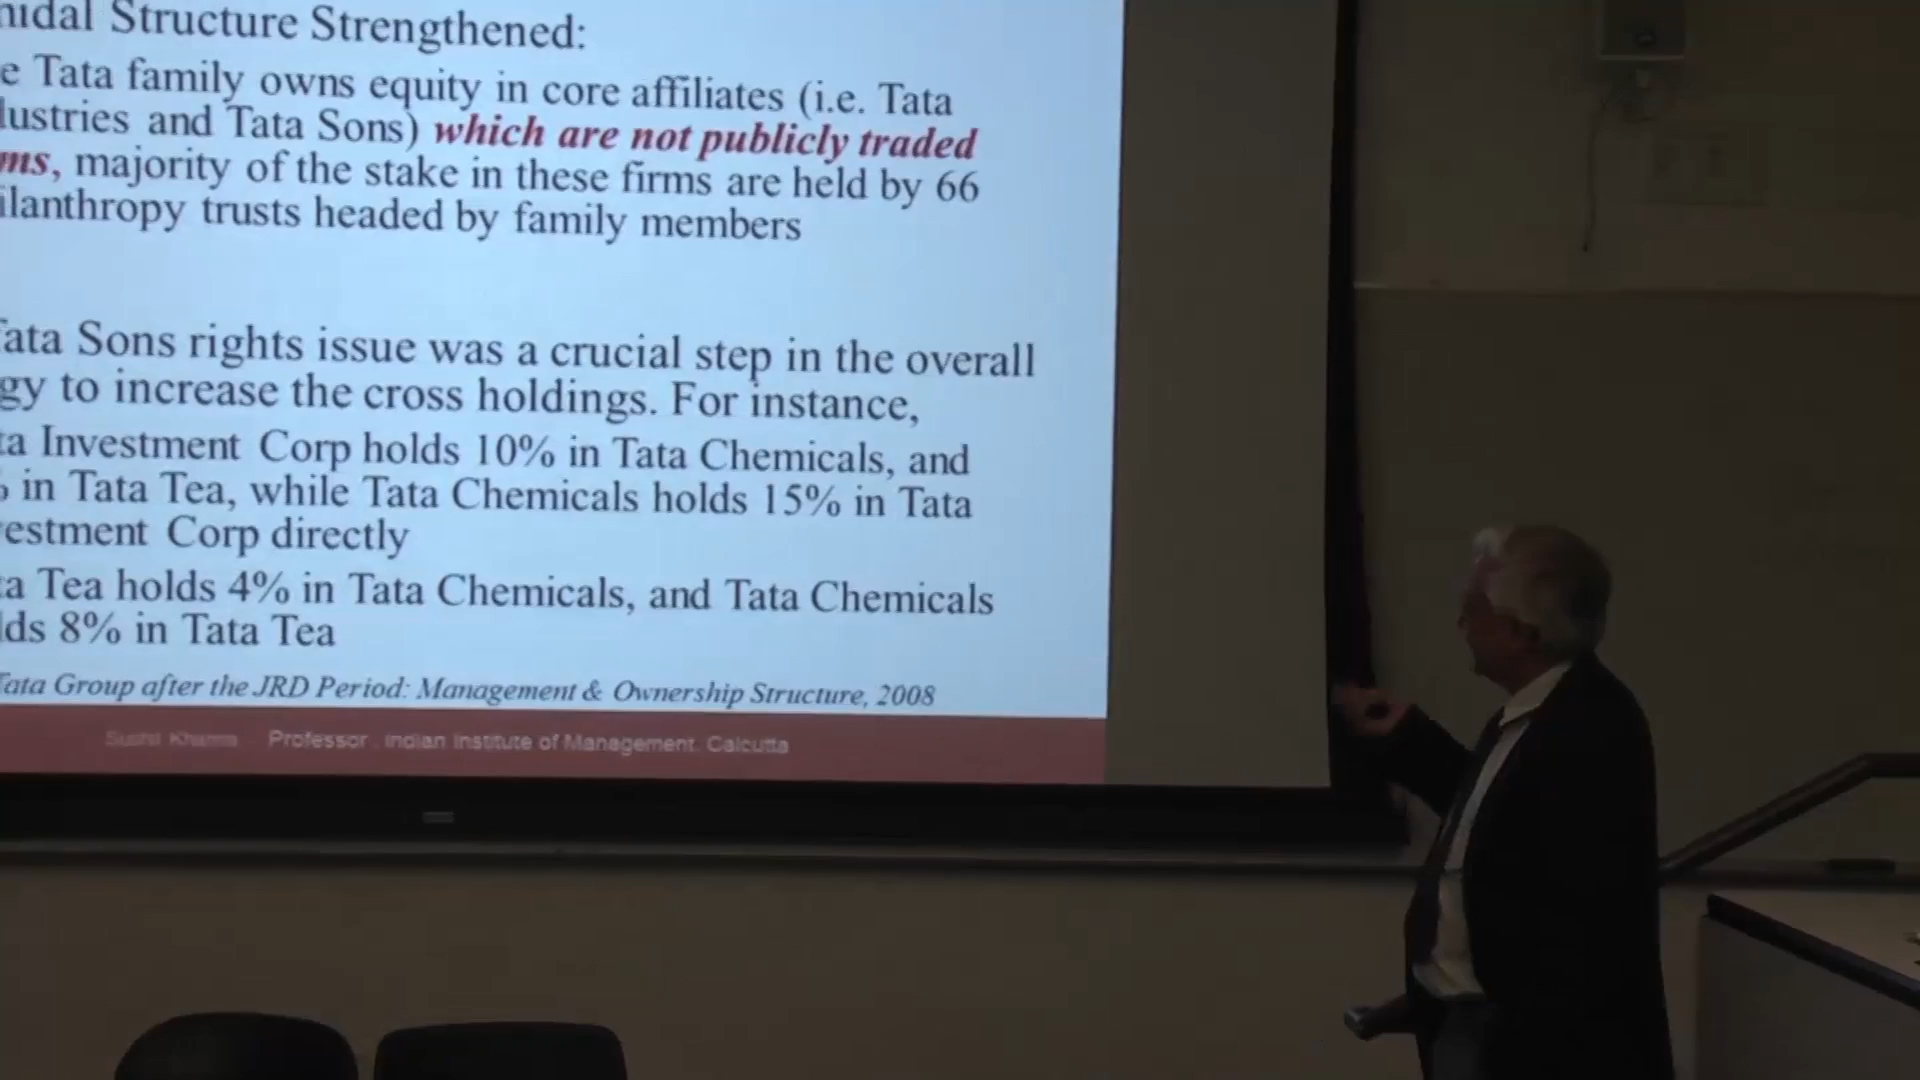 nidal Structure Strengthened:
e Tata family owns equity in core affiliates (i.e. Tata
lustries and Tata Sons) which are not publicly traded
ms, majority of the stake in these firms are held by 66
ilanthropy trusts headed by family members
Tata Sons rights issue was a crucial step in the overall
gy to increase the cross holdings. For instance,
ta Investment Corp holds 10% in Tata Chemicals, and
in Tata Tea, while Tata Chemicals holds 15% in Tata
estment Corp directly
ta Tea holds 4% in Tata Chemicals, and Tata Chemicals
lds 8% in Tata Tea
Tata Group after the JRD Period: Management & Ownership Structure, 2008
Sushil Khanna Professor, Indian Institute of Management, Calcutta